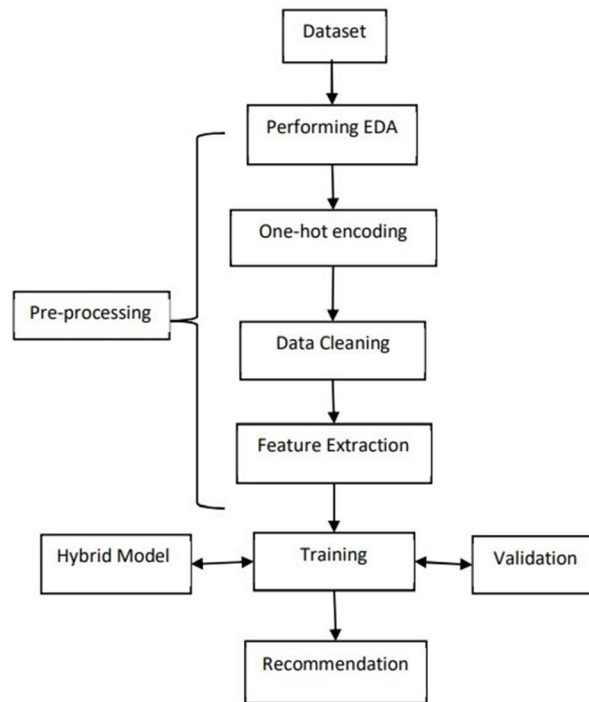 Dataset
Performing EDA
One-hot encoding
Pre-processing
Data Cleaning
Feature Extraction
Hybrid Model
Training
Validation
Recommendation